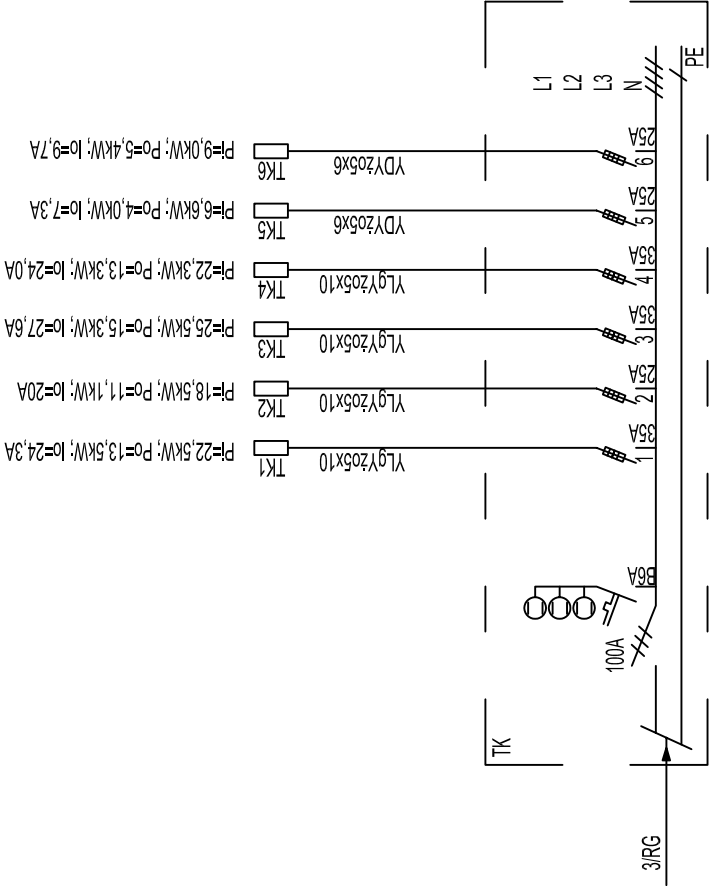 L1
L2
L3
N
PE
Pi=9,0kW; Po=5,4kW; Io=9,7A
TK6
YDYżo5x6
25A
6
Pi=6,6kW; Po=4,0kW; Io=7,3A
TK5
YDYżo5x6
25A
5
Pi=22,3kW; Po=13,3kW; Io=24,0A
TK4
YLgYżo5x10
35A
4
Pi=25,5kW; Po=15,3kW; Io=27,6A
TK3
YLgYżo5x10
35A
3
Pi=18,5kW; Po=11,1kW; Io=20A
TK2
YLgYżo5x10
25A
2
Pi=22,5kW; Po=13,5kW; Io=24,3A
TK1
YLgYżo5x10
35A
1
B6A
100A
TK
3/RG